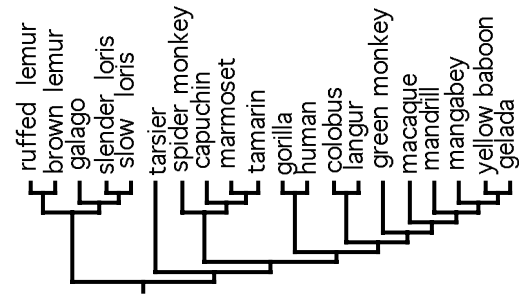 ruffed lemur
brown lemur
galago
slender loris
slow loris
tarsier
spider monkey
capuchin
marmoset
tamarin
gorilla
human
colobus
langur
green monkey
macaque
mandrill
mangabey
yellow baboon
gelada